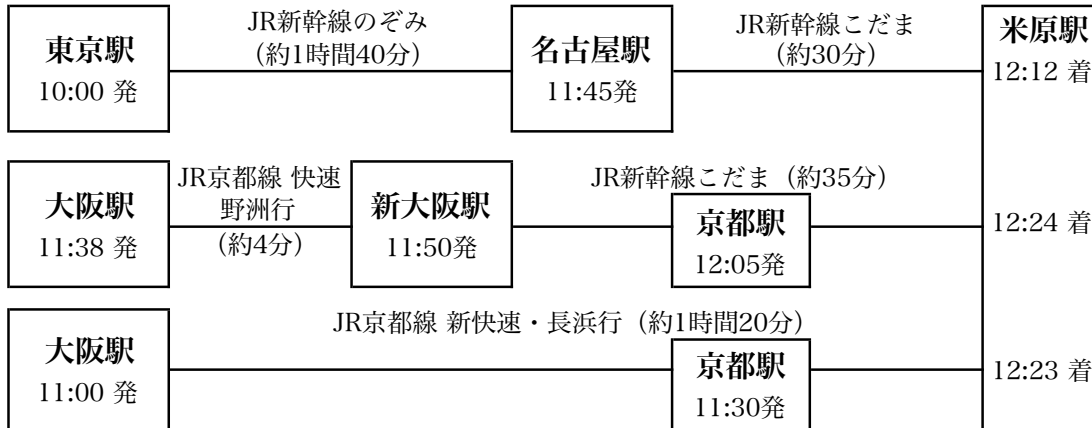 JR新幹線のぞみ
(約1時間40分)
JR新幹線こだま
(約30分)
東京駅
10:00 発
名古屋駅
11:45発
米原駅
12:12 着
JR京都線 快速
野洲行
(約4分)
JR新幹線こだま (約35分)
大阪駅
11:38 発
新大阪駅
11:50発
京都駅
12:05発
12:24 着
JR京都線 新快速・長浜行 (約1時間20分)
大阪駅
11:00 発
京都駅
11:30発
12:23 着